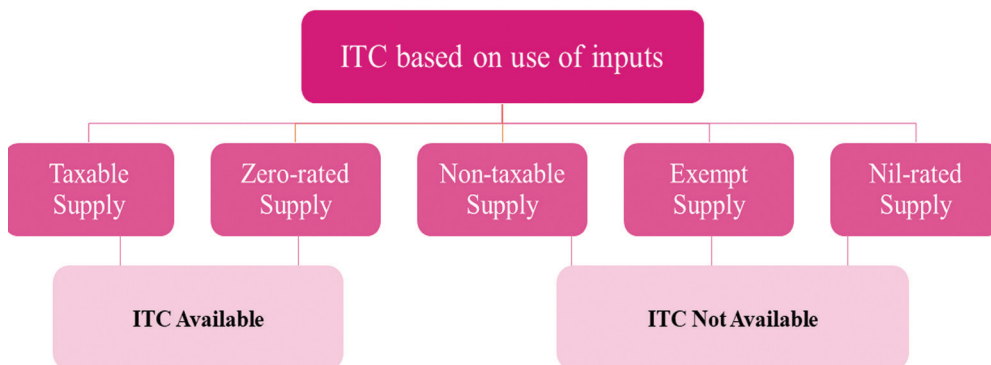 ITC based on use of inputs
Taxable
Supply
Zero-rated
Supply
Non-taxable
Supply
Exempt
Supply
Nil-rated
Supply
ITC Available
ITC Not Available